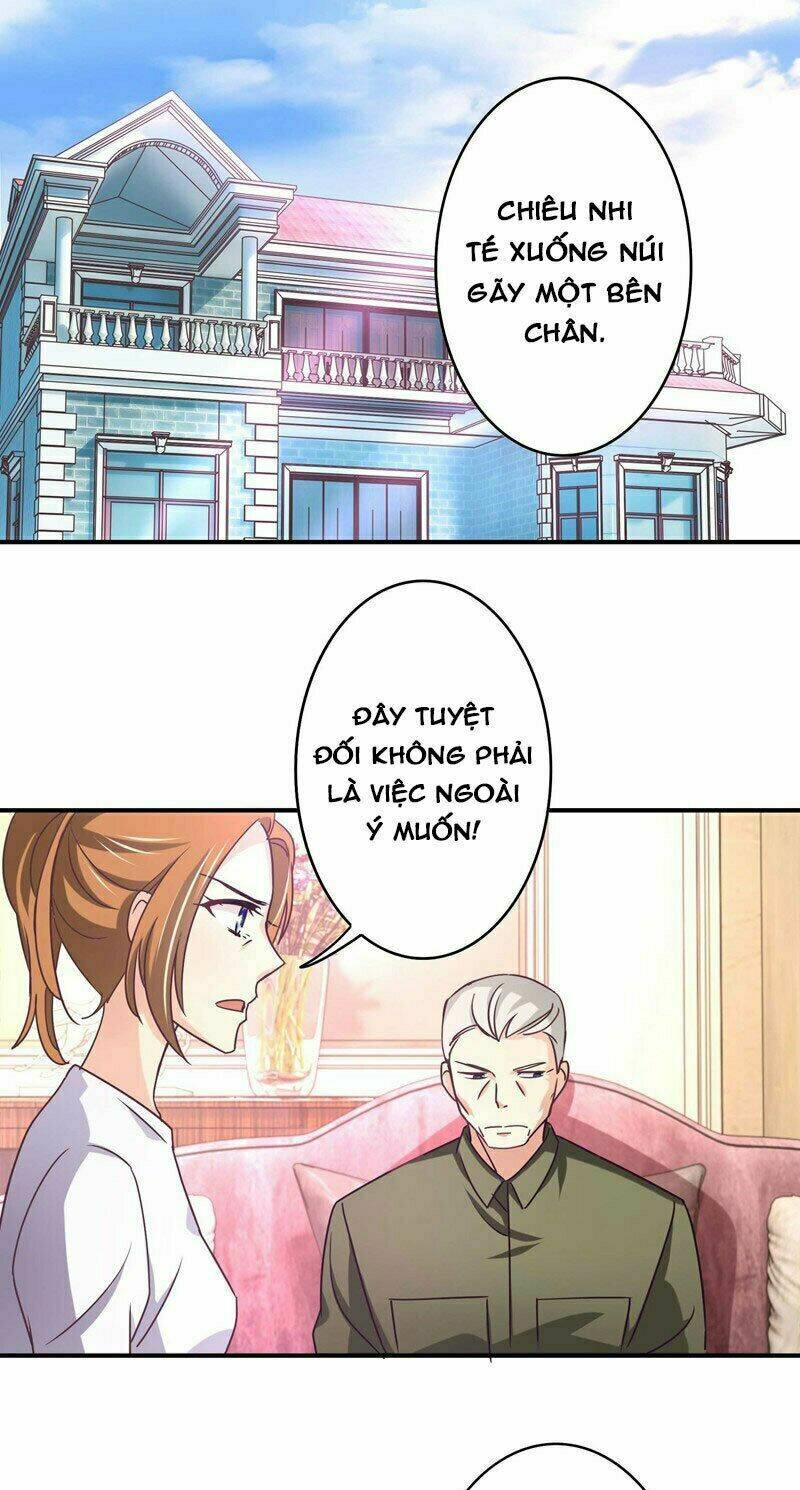 CHIÊU NHI
TÉ XUỐNG NÚI
GÃY MỘT BÊN
CHÂN.
ĐÂY TUYỆT
ĐỐI KHÔNG PHẢI
LÀ VIỆC NGOÀI
Ý MUỐN!